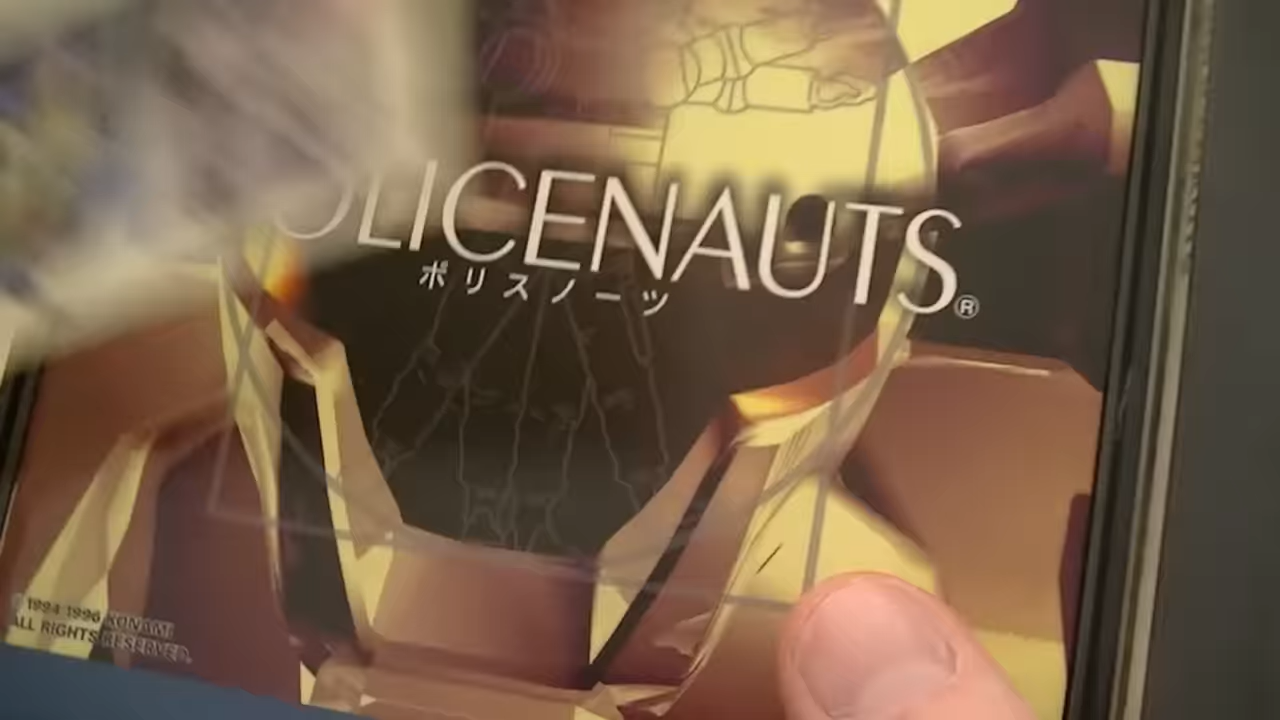 OLICENAUTS®
ポリスノーツ
1994 1996 KONAMI
ALL RIGHTS RESERVED.